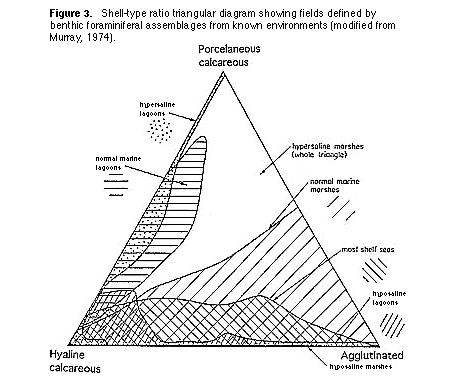 Figure 3.   Shell-type ratio triangular diagram showing fields defined by
benthic foraminiferal assemblages from known environments (modified from
Murray, 1974).
Porcelaneous
calcareous
hypersaline
lagoons
normal marine
lagoons
hypersaline marshes
(whole triangle)
normal marine
marshes
most shelf seas
hyposaline
lagoons
Hyaline
calcareous
Agglutinated
hyposaline marshes